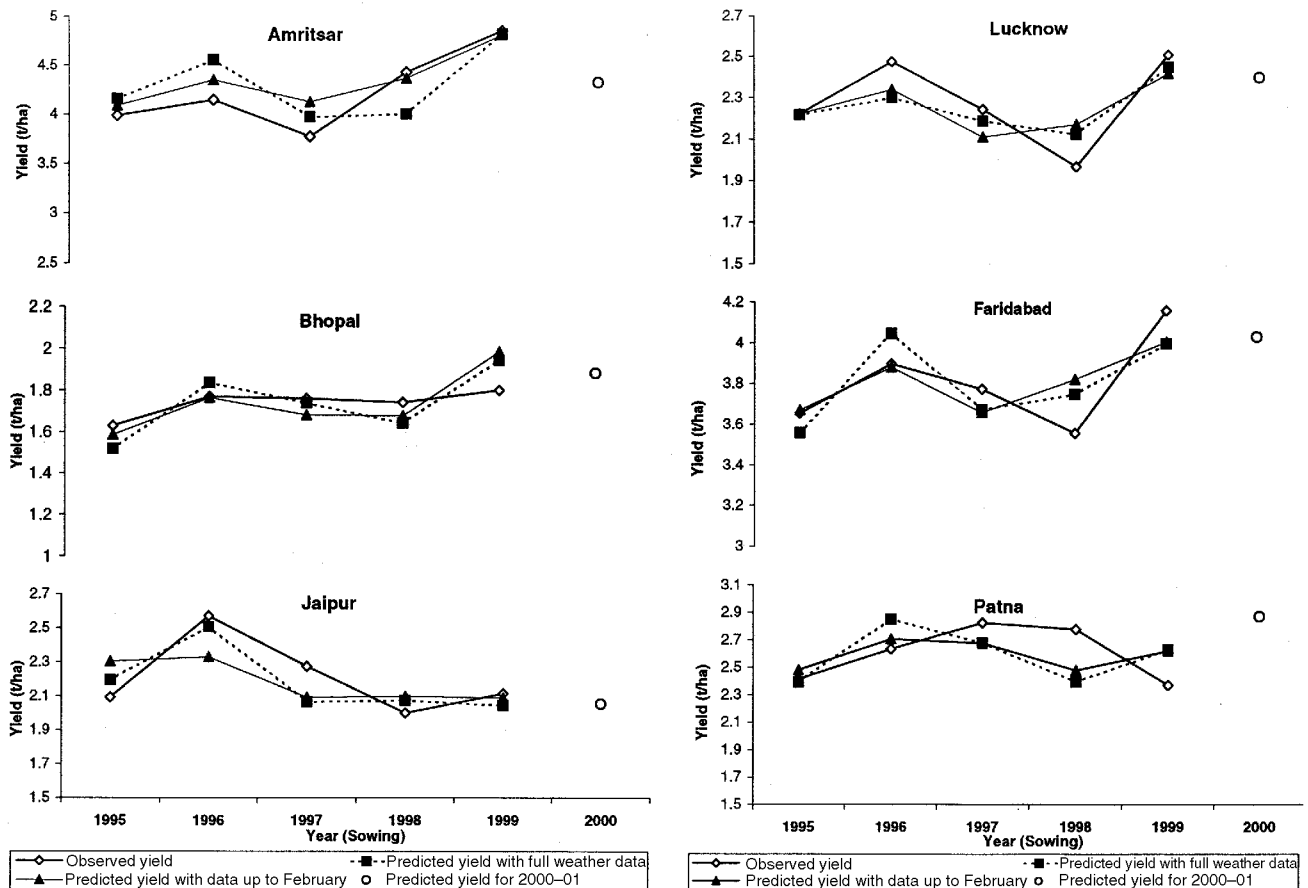 Amritsar
Yield (t/ha)
5
4.5
4
3.5
3
2.5
Lucknow
Yield (t/ha)
2.7
2.5
2.3
2.1
1.9
1.7
1.5
Bhopal
Yield (t/ha)
2.2
2
1.8
1.6
1.4
1.2
1
Faridabad
Yield (t/ha)
4.2
4
3.8
3.6
3.4
3.2
3
Jaipur
Yield (t/ha)
2.7
2.5
2.3
2.1
1.9
1.7
1.5
1995 1996 1997 1998 1999 2000
Year (Sowing)
Patna
Yield (t/ha)
3.1
2.9
2.7
2.5
2.3
2.1
1.9
1.7
1.5
1995 1996 1997 1998 1999 2000
Year (Sowing)
Observed yield Predicted yield with full weather data
Predicted yield with data up to February Predicted yield for 2000–01
Observed yield Predicted yield with full weather data
Predicted yield with data up to February Predicted yield for 2000–01